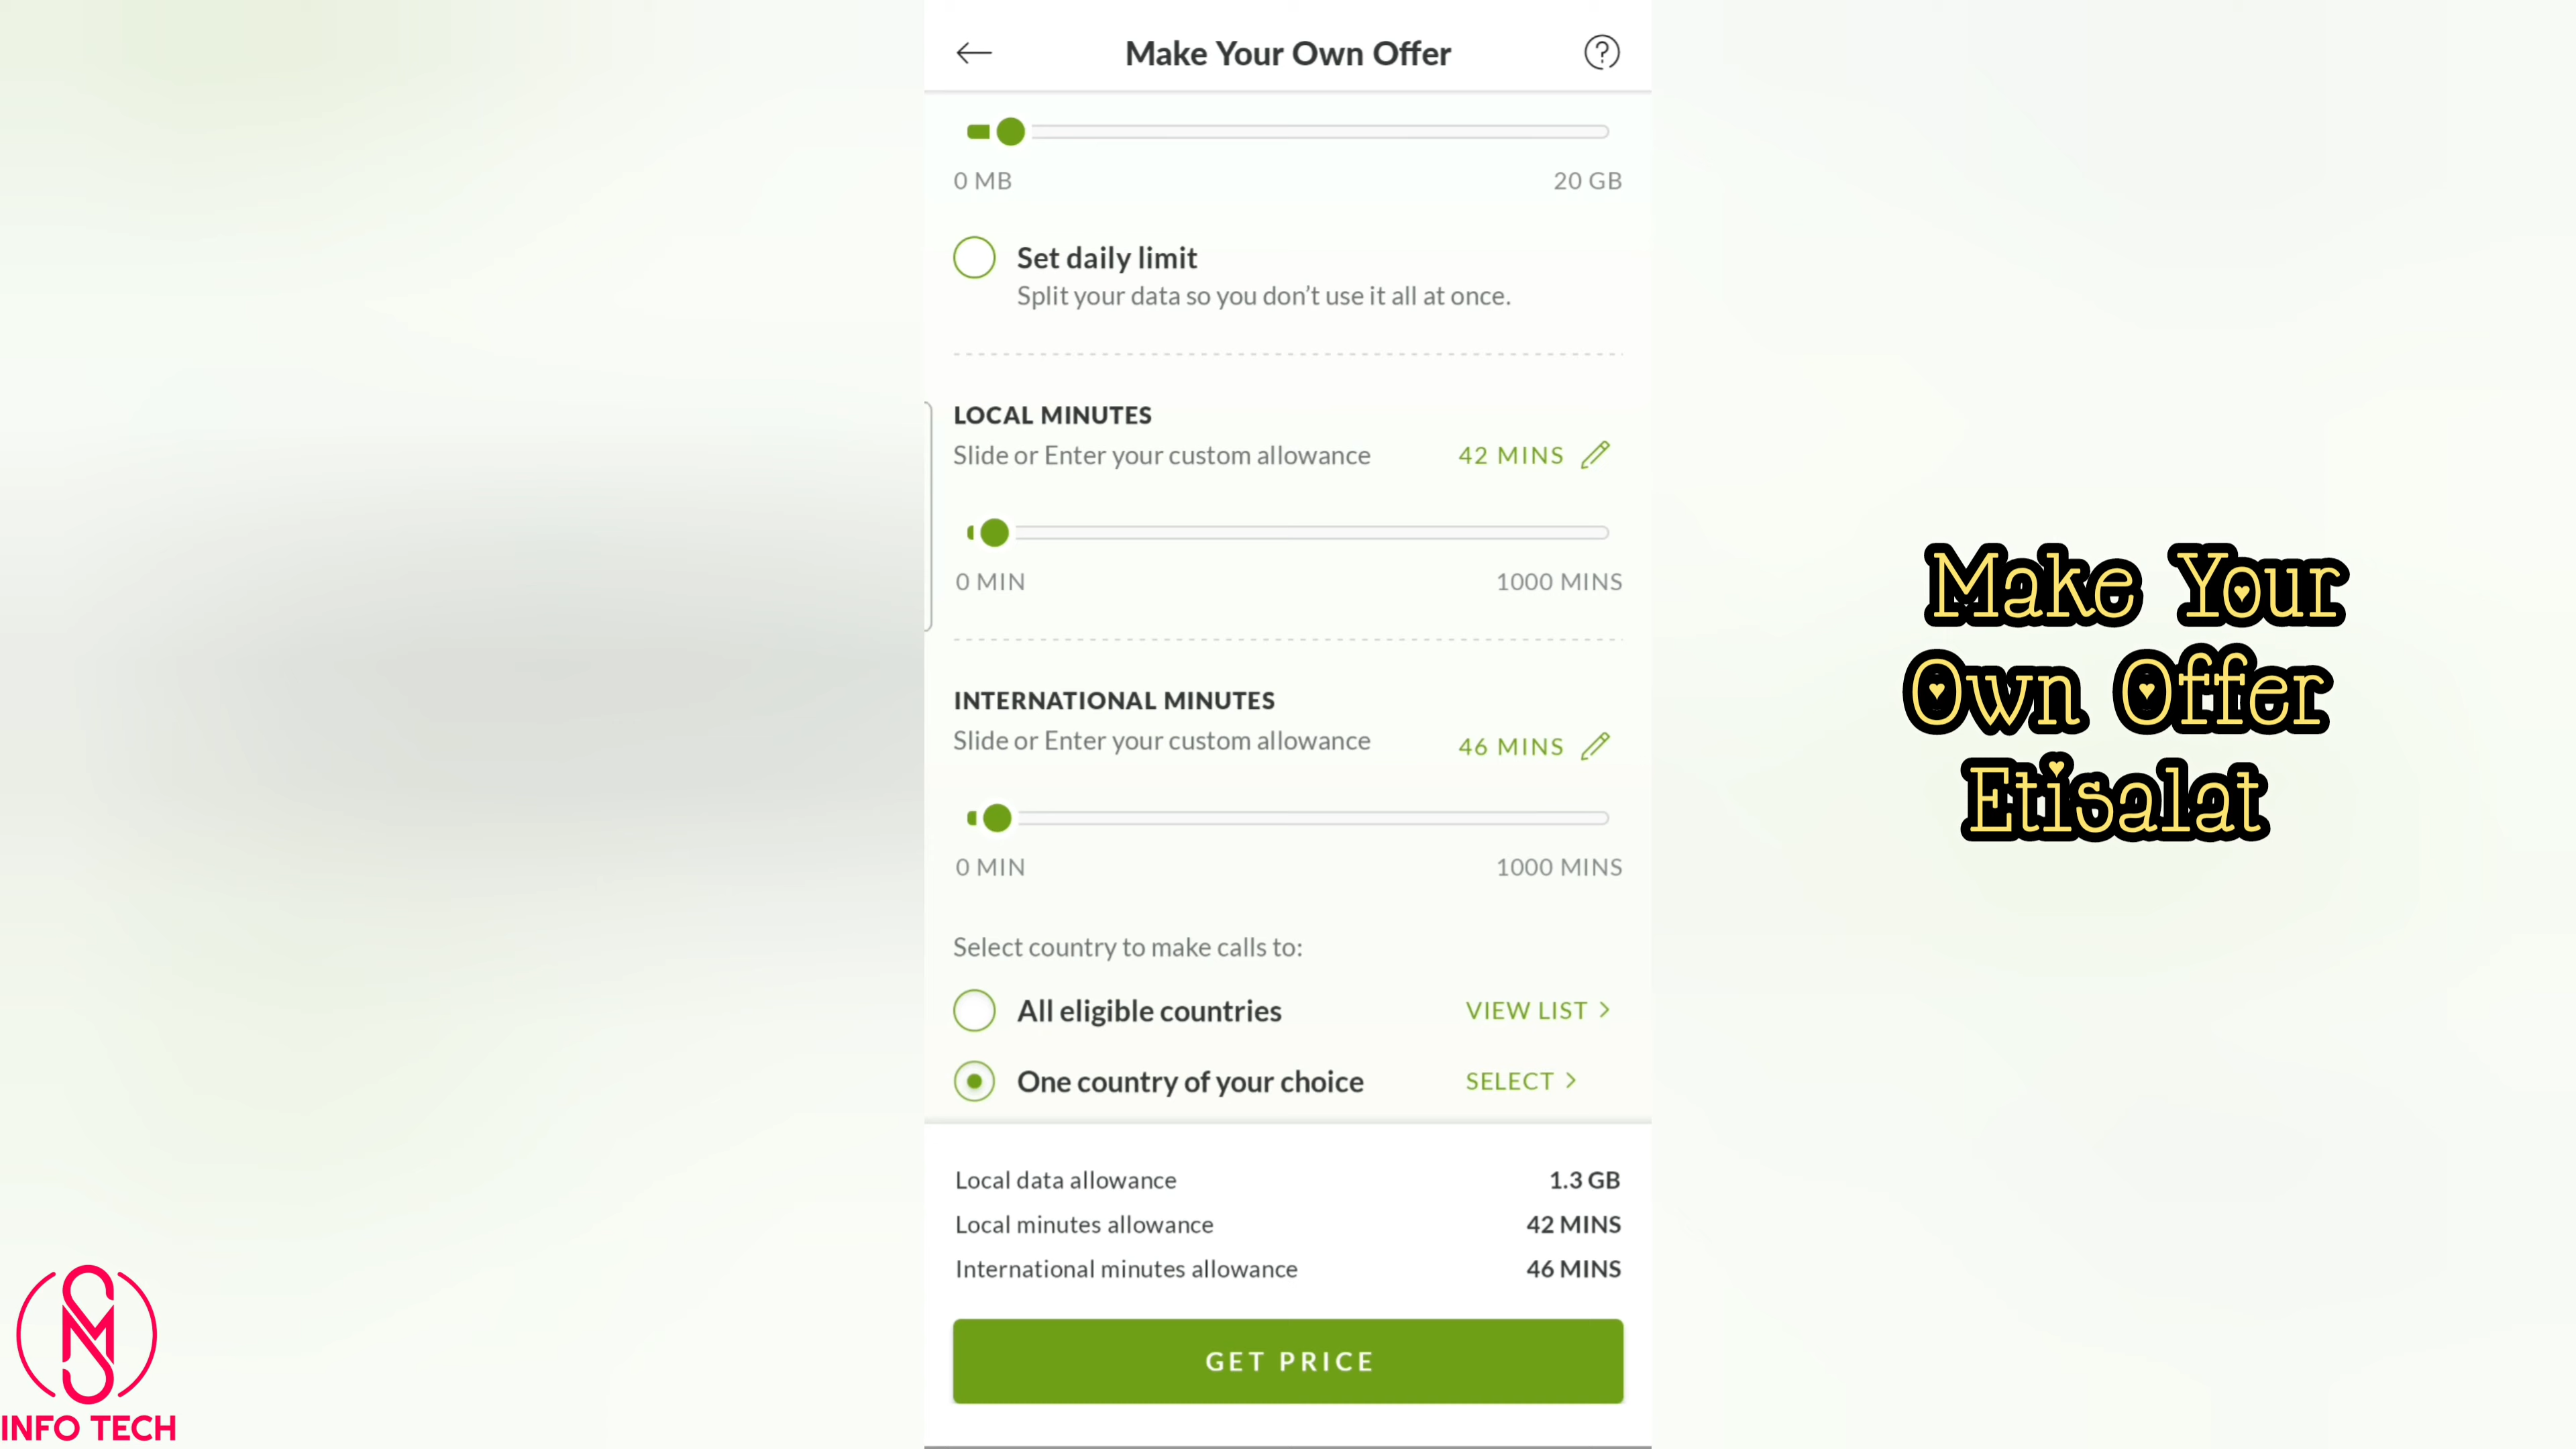 Make Your Own Offer
0 MB 20 GB
Set daily limit
Split your data so you don't use it all at once.
LOCAL MINUTES
Slide or Enter your custom allowance 42 MINS
0 MIN 1000 MINS
INTERNATIONAL MINUTES
Slide or Enter your custom allowance 46 MINS
0 MIN 1000 MINS
Select country to make calls to:
All eligible countries VIEW LIST >
One country of your choice SELECT >
Local data allowance 1.3 GB
Local minutes allowance 42 MINS
International minutes allowance 46 MINS
GET PRICE
Make Your
Own Offer
Etisalat
INFO TECH